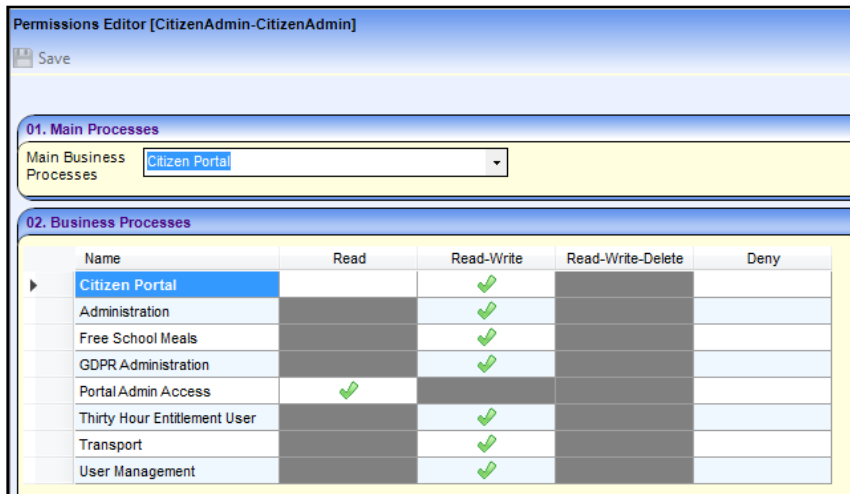 Permissions Editor [CitizenAdmin-CitizenAdmin]
Save
01. Main Processes
Main Business Processes
Citizen Portal
02. Business Processes
Name Read Read-Write Read-Write-Delete Deny
Citizen Portal
Administration
Free School Meals
GDPR Administration
Portal Admin Access
Thirty Hour Entitlement User
Transport
User Management